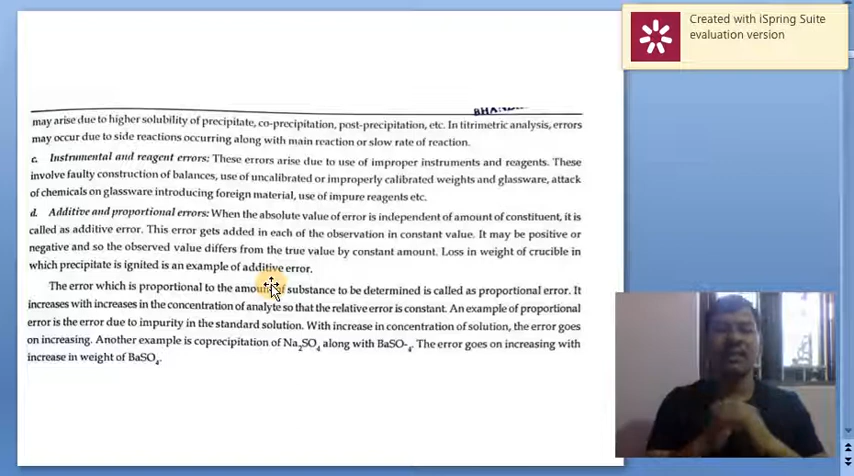 Created with iSpring Suite
evaluation version
may arise due to higher solubility of precipitate, co-precipitation, post-precipitation, etc. In titrimetric analysis, errors
may occur due to side reactions occurring along with main reaction or slow rate of reaction.
c. Instrumental and reagent errors: These errors arise due to use of improper instruments and reagents. These
involve faulty construction of balances, use of uncalibrated or improperly calibrated weights and glassware, attack
of chemicals on glassware introducing foreign material, use of impure reagents etc.
d. Additive and proportional errors: When the absolute value of error is independent of amount of constituent, it is
called as additive error. This error gets added in each of the observation in constant value. It may be positive or
negative and so the observed value differs from the true value by constant amount. Loss in weight of crucible in
which precipitate is ignited is an example of additive error.
The error which is proportional to the amount of substance to be determined is called as proportional error. It
increases with increases in the concentration of analyte so that the relative error is constant. An example of proportional
error is the error due to impurity in the standard solution. With increase in concentration of solution, the error goes
on increasing. Another example is coprecipitation of Na₂SO₄ along with BaSO-₄. The error goes on increasing with
increase in weight of BaSO₄.